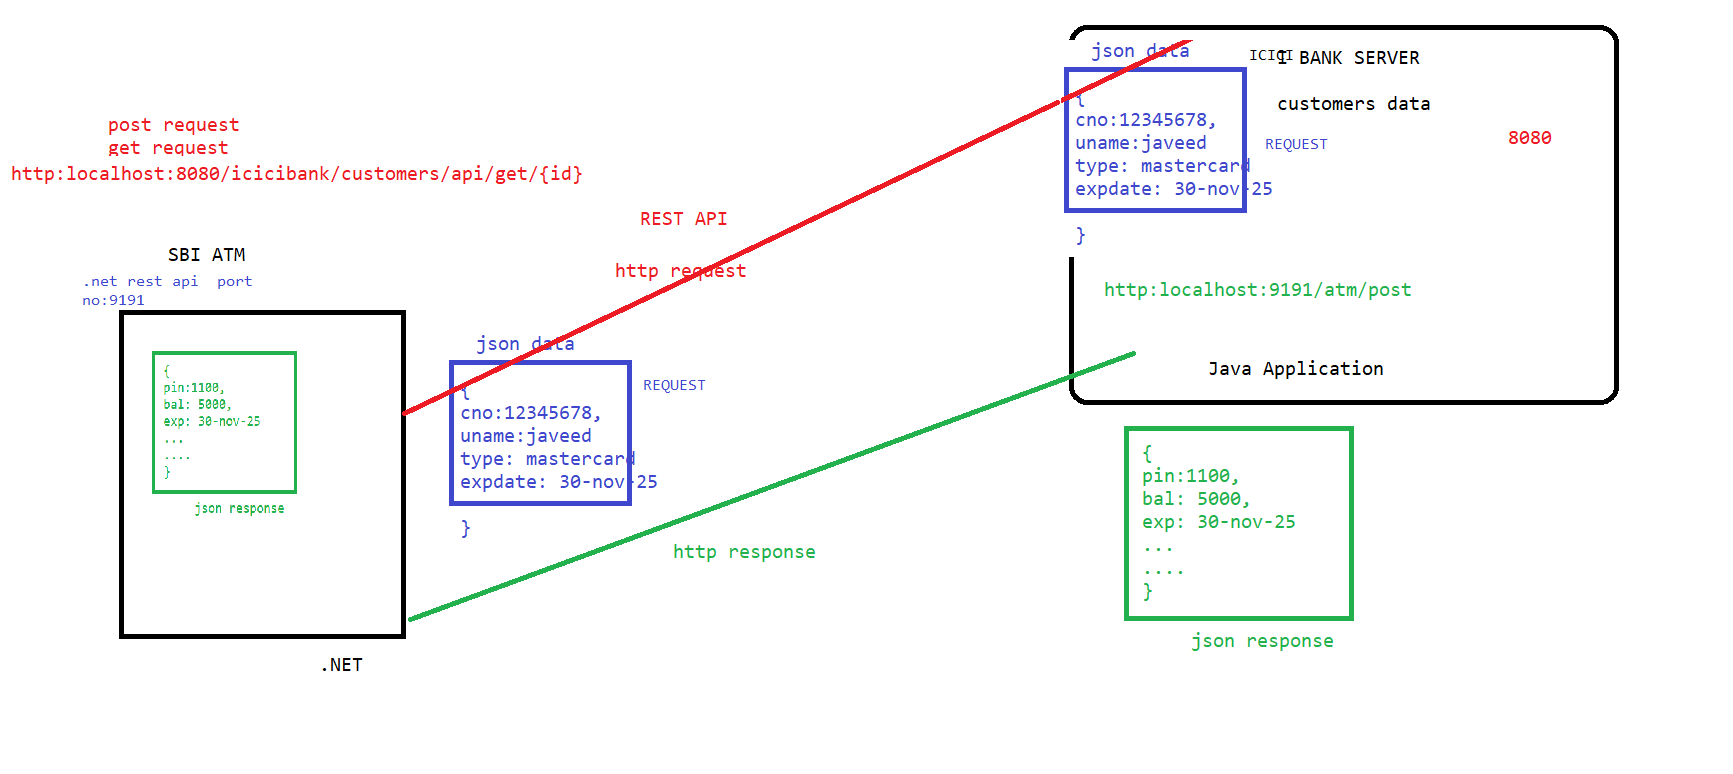 post request
get request
http:localhost:8080/icicibank/customers/api/get/{id}
SBI ATM
.net rest api  port
no:9191
{
pin:1100,
bal: 5000,
exp: 30-nov-25
...
....
}
json response
.NET
json data
{
cno:12345678,
uname:javeed
type: mastercard
expdate: 30-nov-25
}
REQUEST
REST API
http request
http response
json data
{
cno:12345678,
uname:javeed
type: mastercard
expdate: 30-nov-25
}
REQUEST
ICICI BANK SERVER
customers data
8080
http:localhost:9191/atm/post
Java Application
{
pin:1100,
bal: 5000,
exp: 30-nov-25
...
....
}
json response